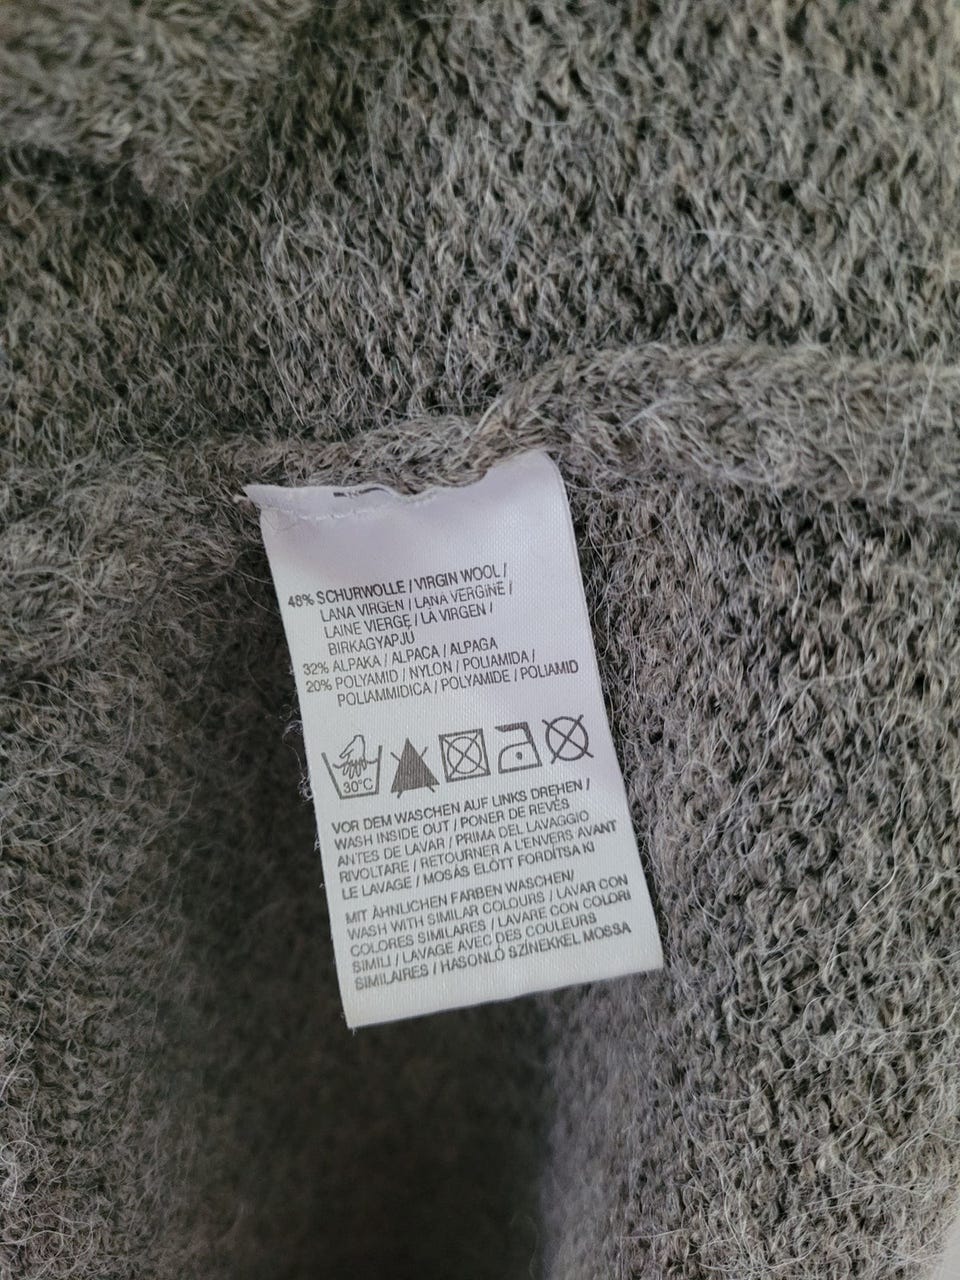 48% SCHURWOLLE / VIRGIN WOOL /
LANA VIRGEN / LANA VERGINE /
LAINE VIERGE / LÃ VIRGEN /
BIRKAGYAPJÚ
32% ALPAKA / ALPACA / ALPAGA
20% POLYAMID / NYLON / POLIAMIDA /
POLIAMMIDICA / POLYAMIDE / POLIAMID
30°C
VOR DEM WASCHEN AUF LINKS DREHEN /
WASH INSIDE OUT / PONER DE REVÉS
ANTES DE LAVAR / PRIMA DEL LAVAGGIO
RIVOLTARE / RETOURNER A L'ENVERS AVANT
LE LAVAGE / MOSÁS ELÖTT FORDÍTSA KI
MIT ÄHNLICHEN FARBEN WASCHEN/
WASH WITH SIMILAR COLOURS / LAVAR CON
COLORES SIMILARES / LAVARE CON COLORI
SIMILI / LAVAGE AVEC DES COULEURS
SIMILAIRES / HASONLÓ SZÍNEKKEL MOSSA